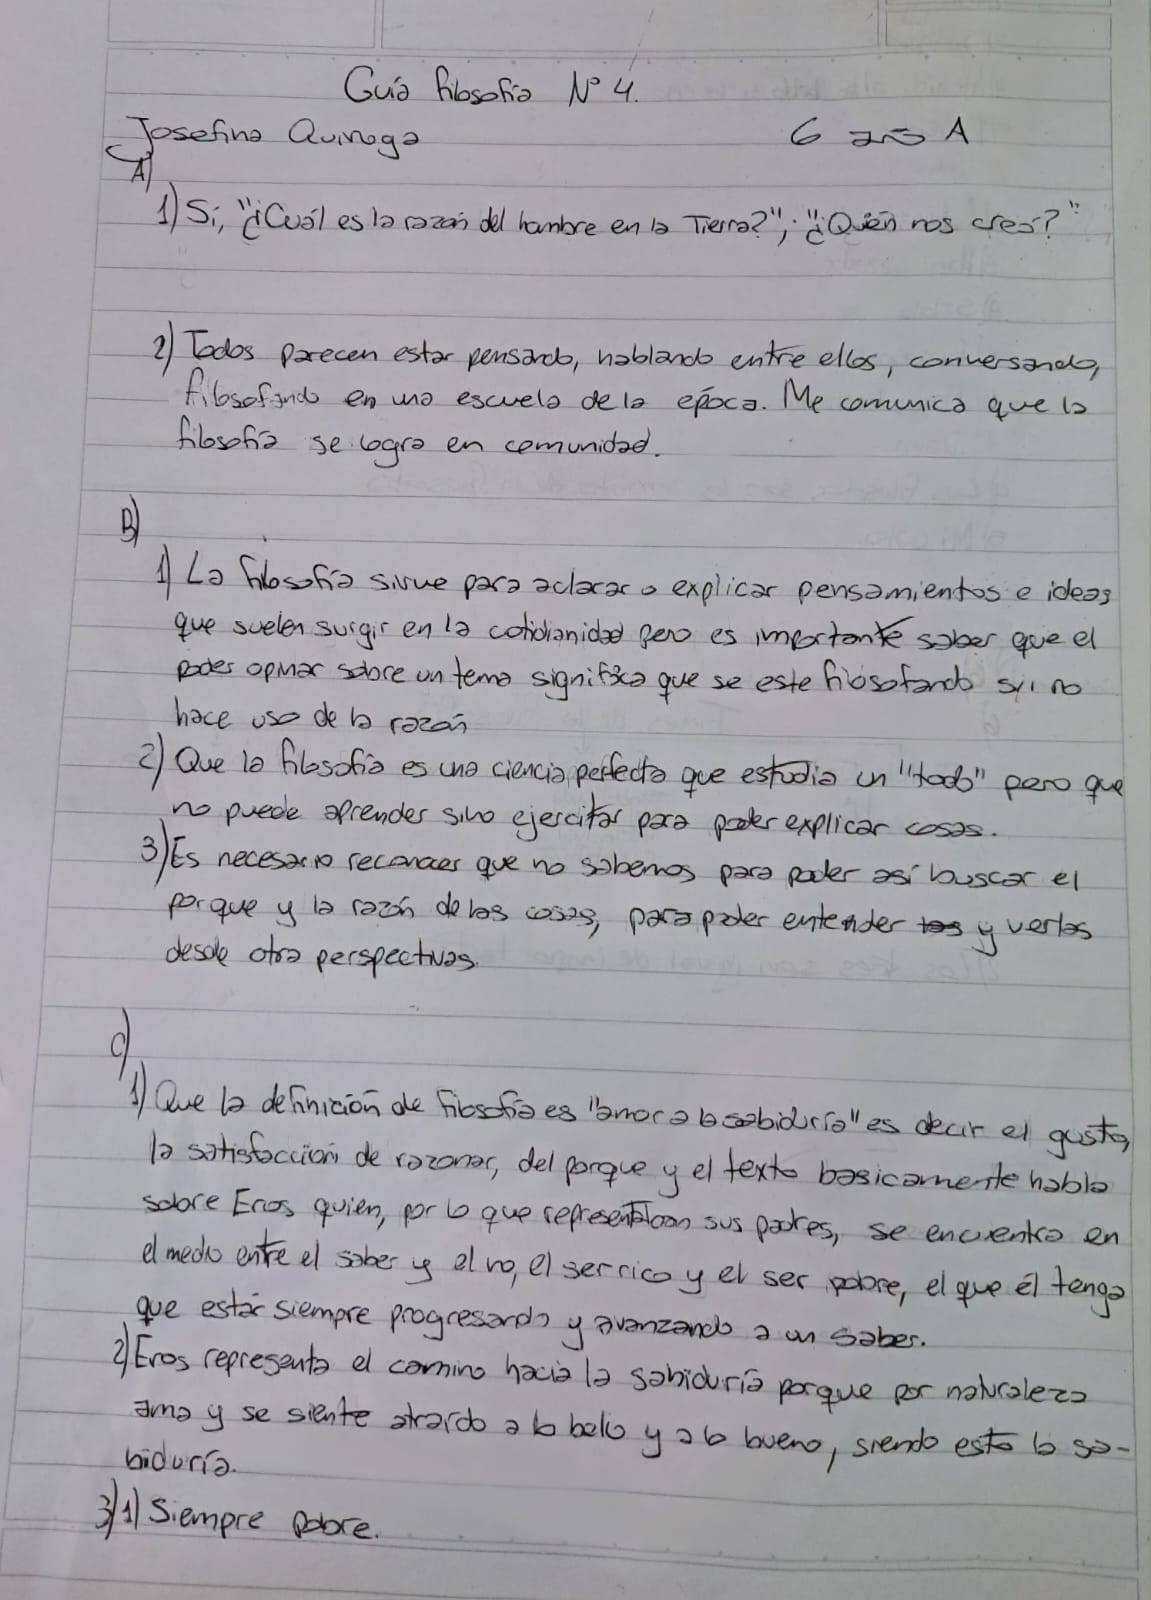 Guía filosofía N° 4.
Josefina Quiroga 6 año A
A)
1) Sí, "¿Cuál es la razón del hombre en la Tierra?"; "¿Quién nos creó?"
2) Todos parecen estar pensando, hablando entre ellos, conversando,
filosofando en una escuela de la época. Me comunica que la
filosofía se logra en comunidad.
B)
1) La filosofía sirve para aclarar o explicar pensamientos e ideas
que suelen surgir en la cotidianidad pero es importante saber que el
poder opinar sobre un tema significa que se este filosofando si no
hace uso de la razón
2) Que la filosofía es una ciencia perfecta que estudia un "todo" pero que
no puede aprender sino ejercitar para poder explicar cosas.
3) Es necesario reconocer que no sabemos para poder así buscar el
porque y la razón de las cosas, para poder entender y verlas
desde otra perspectivas.
C)
1) Que la definición de filosofía es "amor a la sabiduría" es decir el gusto,
la satisfacción de razonar, del porque y el texto basicamente habla
sobre Eros quien, por lo que representaban sus padres, se encuentra en
el medio entre el saber y el no, el ser rico y el ser pobre, el que él tenga
que estar siempre progresando y avanzando a un saber.
2) Eros representa el camino hacia la sabiduría porque por naturaleza
ama y se siente atraído a lo bello y a lo bueno, siendo esto la sa-
biduría.
3) 1) Siempre pobre.